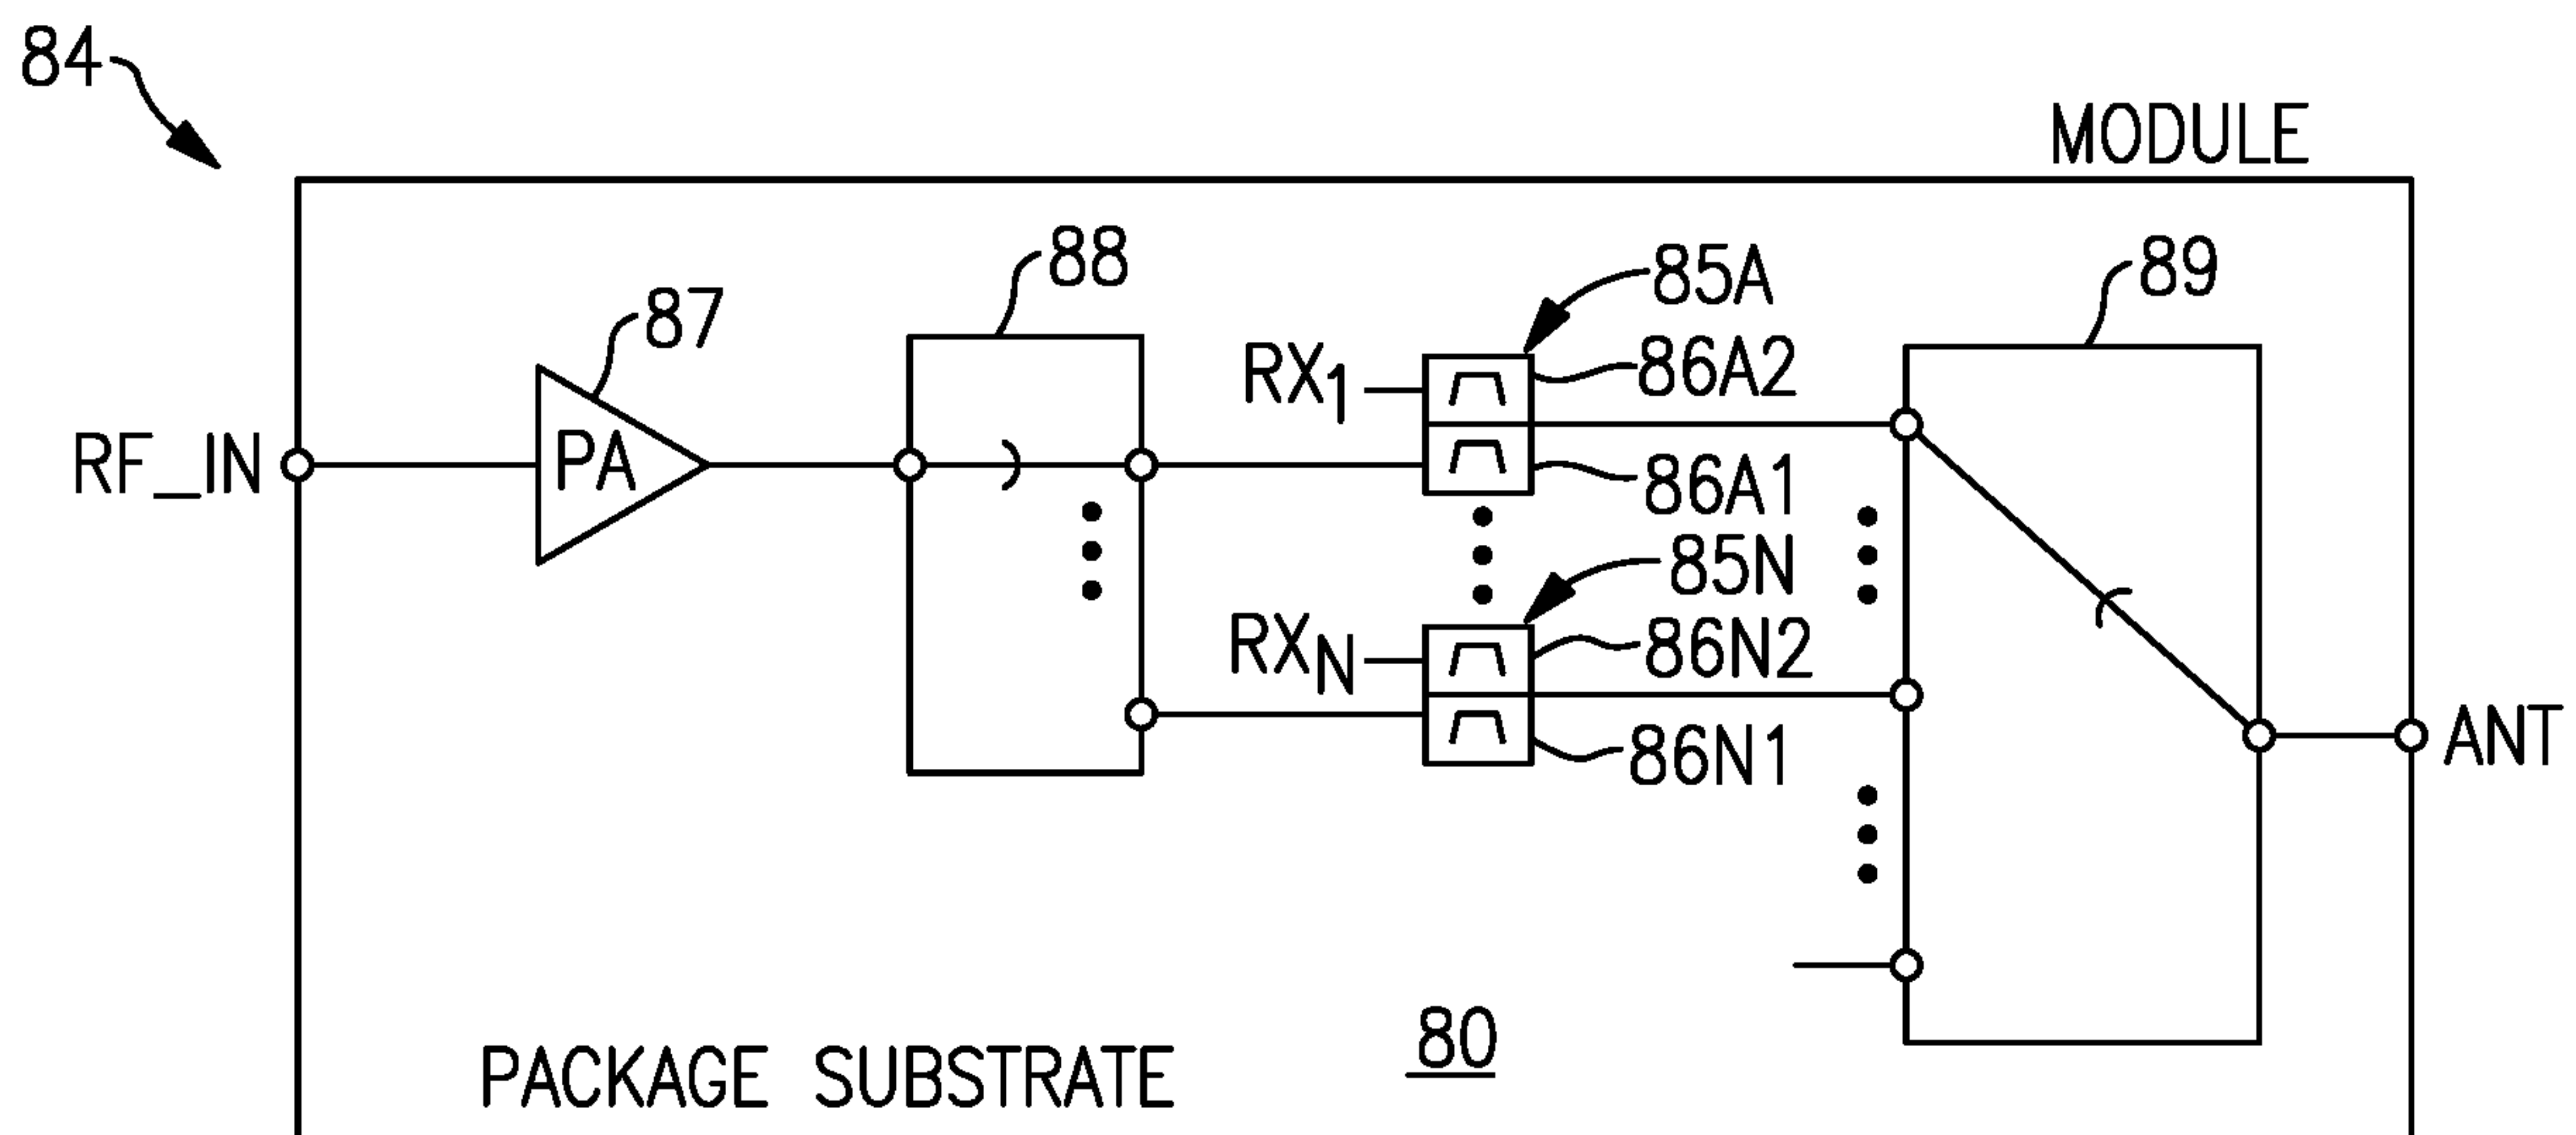 84
MODULE
88
85A
89
87
RX1
86A2
RF_IN
PA
86A1
85N
RXN
86N2
ANT
86N1
80
PACKAGE SUBSTRATE